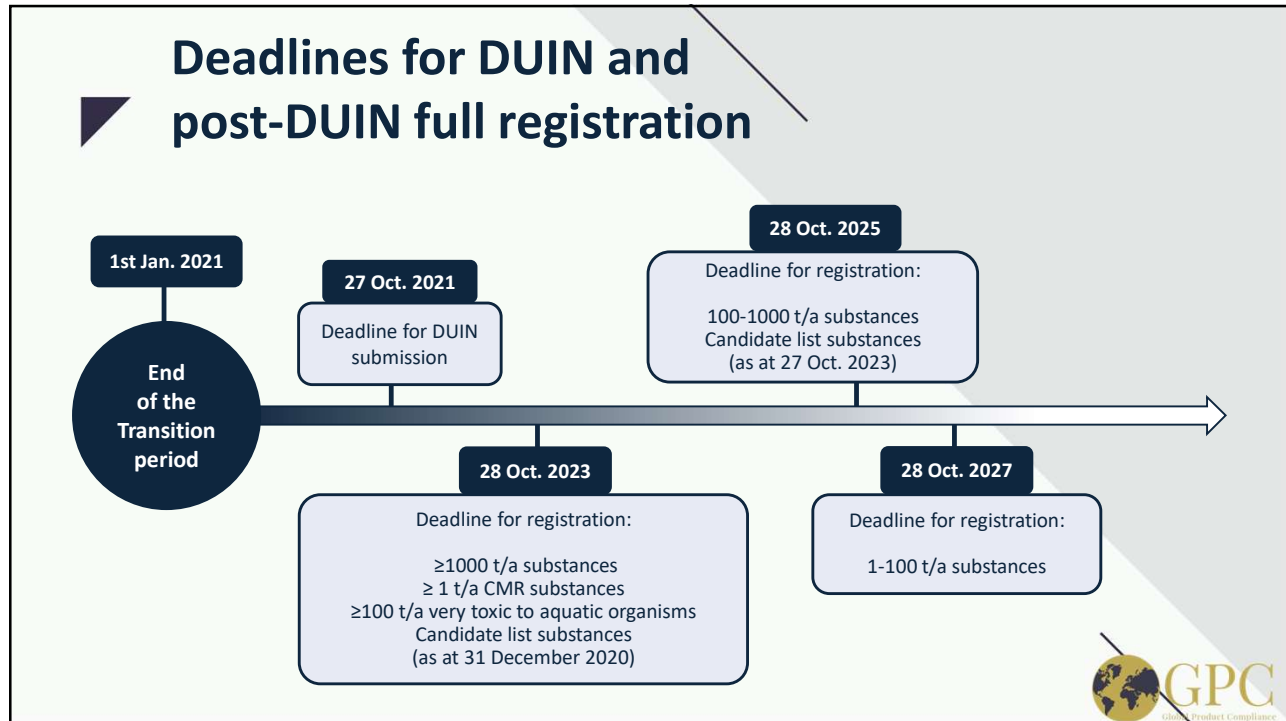 Deadlines for DUIN and
post-DUIN full registration
1st Jan. 2021
End
of the
Transition
period
27 Oct. 2021
Deadline for DUIN
submission
28 Oct. 2023
Deadline for registration:
≥1000 t/a substances
≥ 1 t/a CMR substances
≥100 t/a very toxic to aquatic organisms
Candidate list substances
(as at 31 December 2020)
28 Oct. 2025
Deadline for registration:
100-1000 t/a substances
Candidate list substances
(as at 27 Oct. 2023)
28 Oct. 2027
Deadline for registration:
1-100 t/a substances
GPC
Global Product Compliance